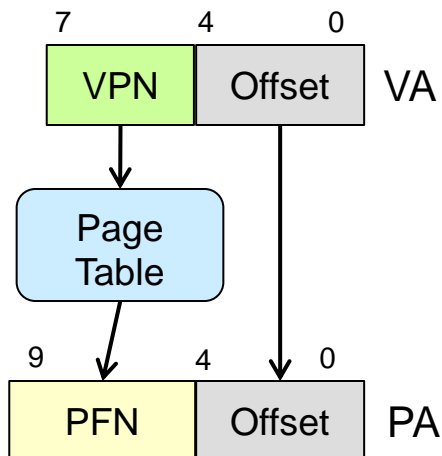 7 4 0
VPN Offset VA
Page
Table
9 4 0
PFN Offset PA